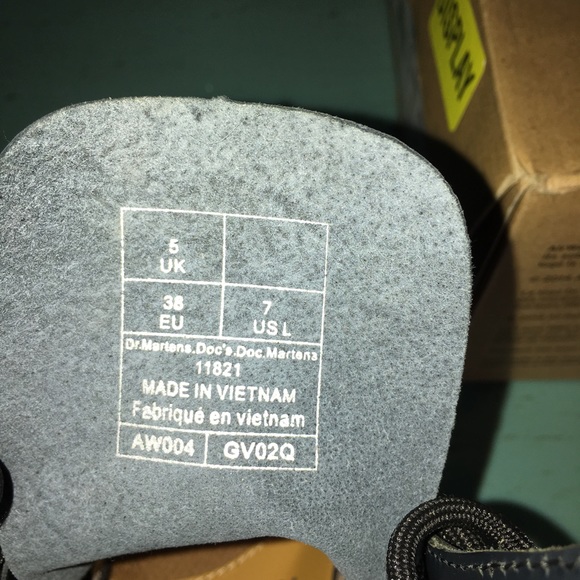 5
UK
38
EU
7
US L
Dr.Martens.Doc's.Doc.Martens
11821
MADE IN VIETNAM
Fabriqué en vietnam
AW004
GV02Q
DISPLAY